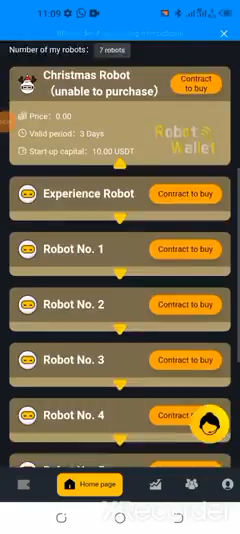 11:09
Number of my robots: 7 robots
Christmas Robot
(unable to purchase)
Contract
to buy
Price: 0.00
Valid period: 3 Days
Start-up capital: 10.00 USDT
Robot
Wallet
Experience Robot
Contract to buy
Robot No. 1
Contract to buy
Robot No. 2
Contract to buy
Robot No. 3
Contract to buy
Robot No. 4
Contract
Home page
XRecorder